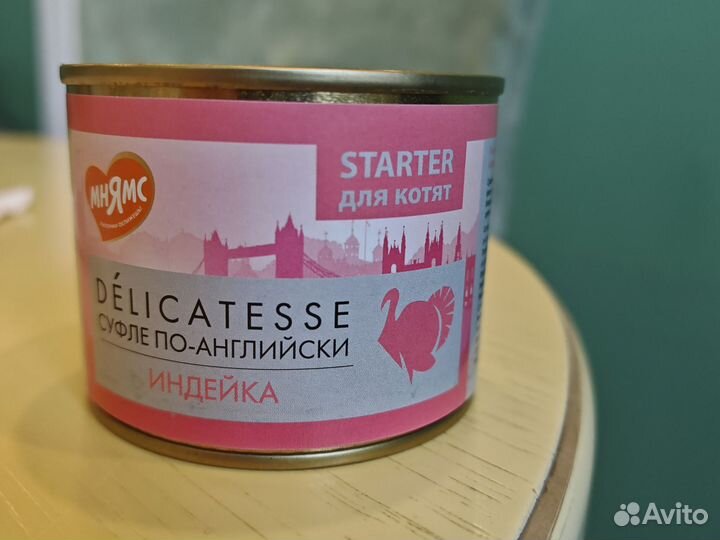 STARTER
ДЛЯ КОТЯТ
МНЯМС
DÉLICATESSE
СУФЛЕ ПО-АНГЛИЙСКИ
ИНДЕЙКА
Avito